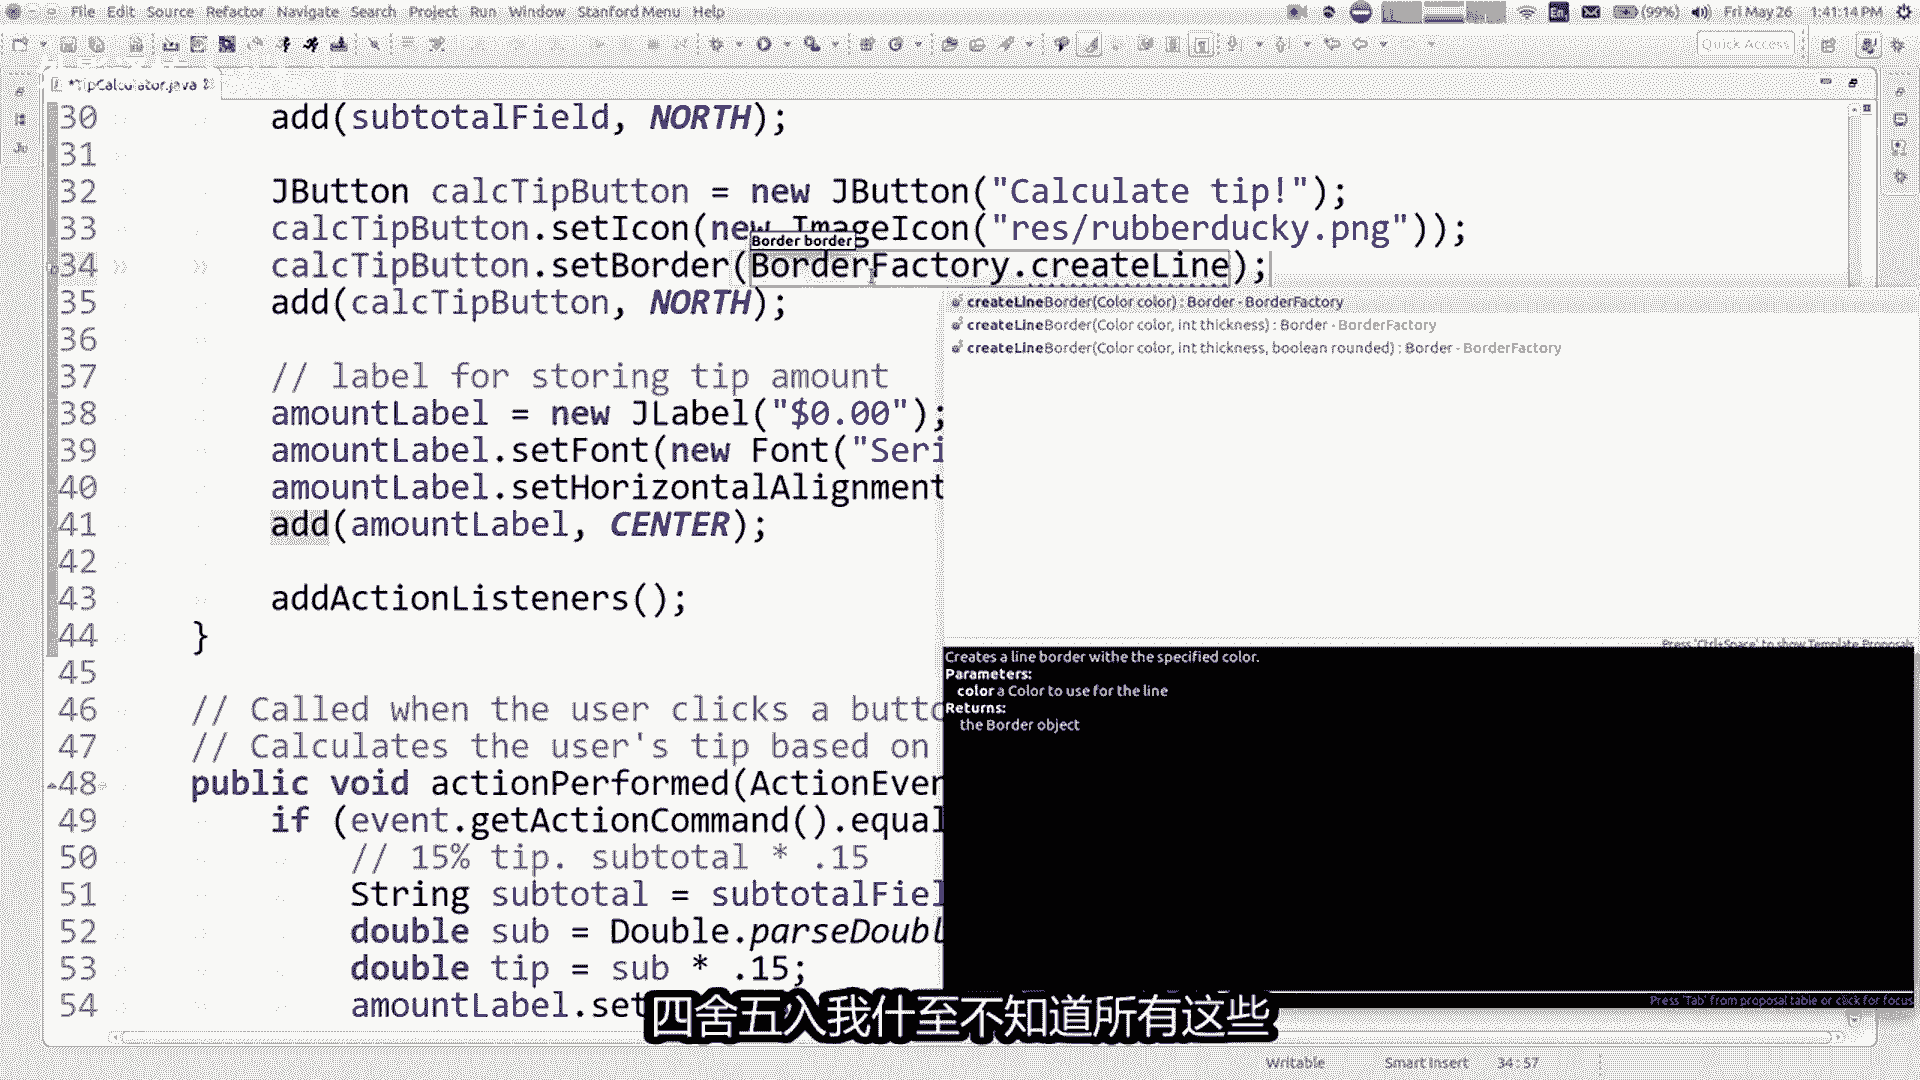 File Edit Source Refactor Navigate Search Project Run Window Stanford Menu Help
En (99%) Fri May 26 1:41:14 PM
Quick Access
*TipCalculator.java
30 add(subtotalField, NORTH);
31
32 JButton calcTipButton = new JButton("Calculate tip!");
33 calcTipButton.setIcon(new ImageIcon("res/rubberducky.png"));
Border border
34 calcTipButton.setBorder(BorderFactory.createLine);
35 add(calcTipButton, NORTH);
createLineBorder(Color color) : Border - BorderFactory
createLineBorder(Color color, int thickness) : Border - BorderFactory
createLineBorder(Color color, int thickness, boolean rounded) : Border - BorderFactory
36
37 // label for storing tip amount
38 amountLabel = new JLabel("$0.00");
39 amountLabel.setFont(new Font("Seri
40 amountLabel.setHorizontalAlignment
41 add(amountLabel, CENTER);
42
43 addActionListeners();
44 }
Press 'Ctrl+Space' to show Template Proposals
Creates a line border withe the specified color.
Parameters:
color a Color to use for the line
Returns:
the Border object
45
46 // Called when the user clicks a butto
47 // Calculates the user's tip based on
48 public void actionPerformed(ActionEven
49 if (event.getActionCommand().equal
50 // 15% tip. subtotal * .15
51 String subtotal = subtotalFiel
52 double sub = Double.parseDoubl
53 double tip = sub * .15;
54 amountLabel.set
Press 'Tab' from proposal table or click for focus
四舍五入我什至不知道所有这些
Writable Smart Insert 34:57